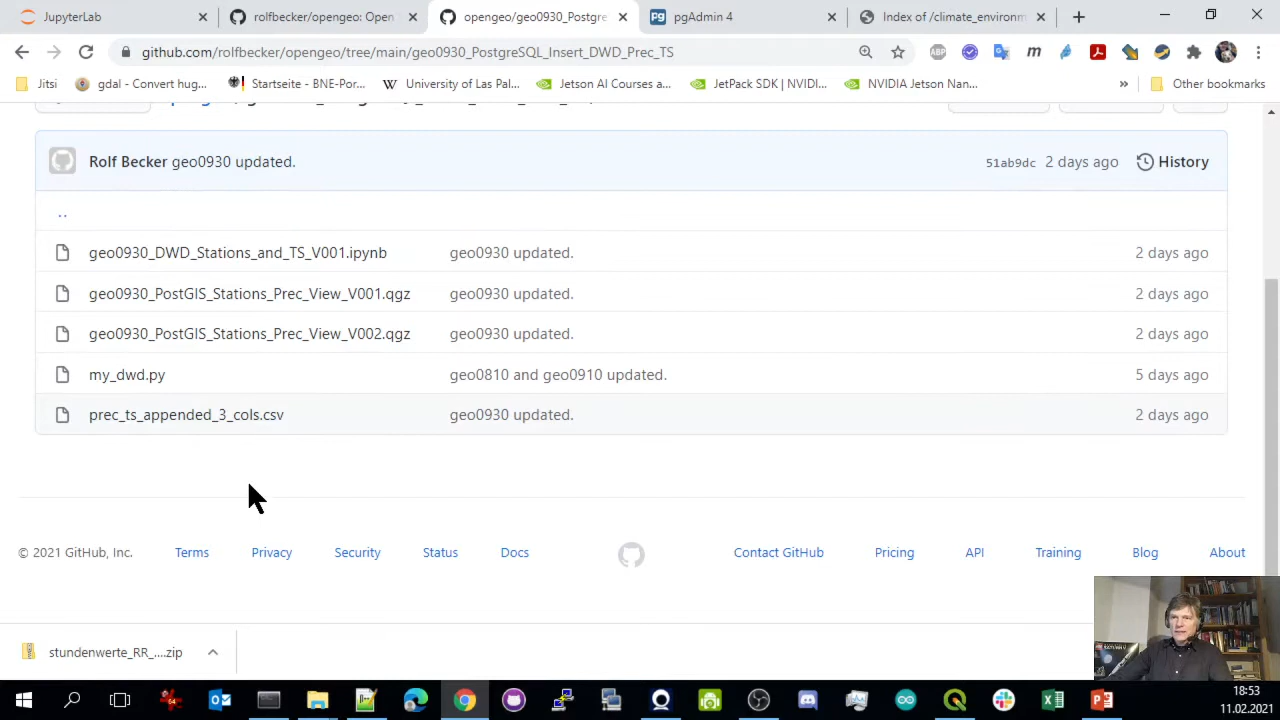 JupyterLab
rolfbecker/opengeo: Open
opengeo/geo0930_Postgre
pgAdmin 4
Index of /climate_environm
github.com/rolfbecker/opengeo/tree/main/geo0930_PostgreSQL_Insert_DWD_Prec_TS
Jitsi
gdal - Convert hug...
Startseite - BNE-Por...
University of Las Pal...
Jetson AI Courses a...
JetPack SDK | NVIDI...
NVIDIA Jetson Nan...
»
Other bookmarks
Rolf Becker geo0930 updated.
51ab9dc 2 days ago
History
..
geo0930_DWD_Stations_and_TS_V001.ipynb
geo0930 updated.
2 days ago
geo0930_PostGIS_Stations_Prec_View_V001.qgz
geo0930 updated.
2 days ago
geo0930_PostGIS_Stations_Prec_View_V002.qgz
geo0930 updated.
2 days ago
my_dwd.py
geo0810 and geo0910 updated.
5 days ago
prec_ts_appended_3_cols.csv
geo0930 updated.
2 days ago
© 2021 GitHub, Inc.
Terms
Privacy
Security
Status
Docs
Contact GitHub
Pricing
API
Training
Blog
About
stundenwerte_RR_....zip
18:53
11.02.2021